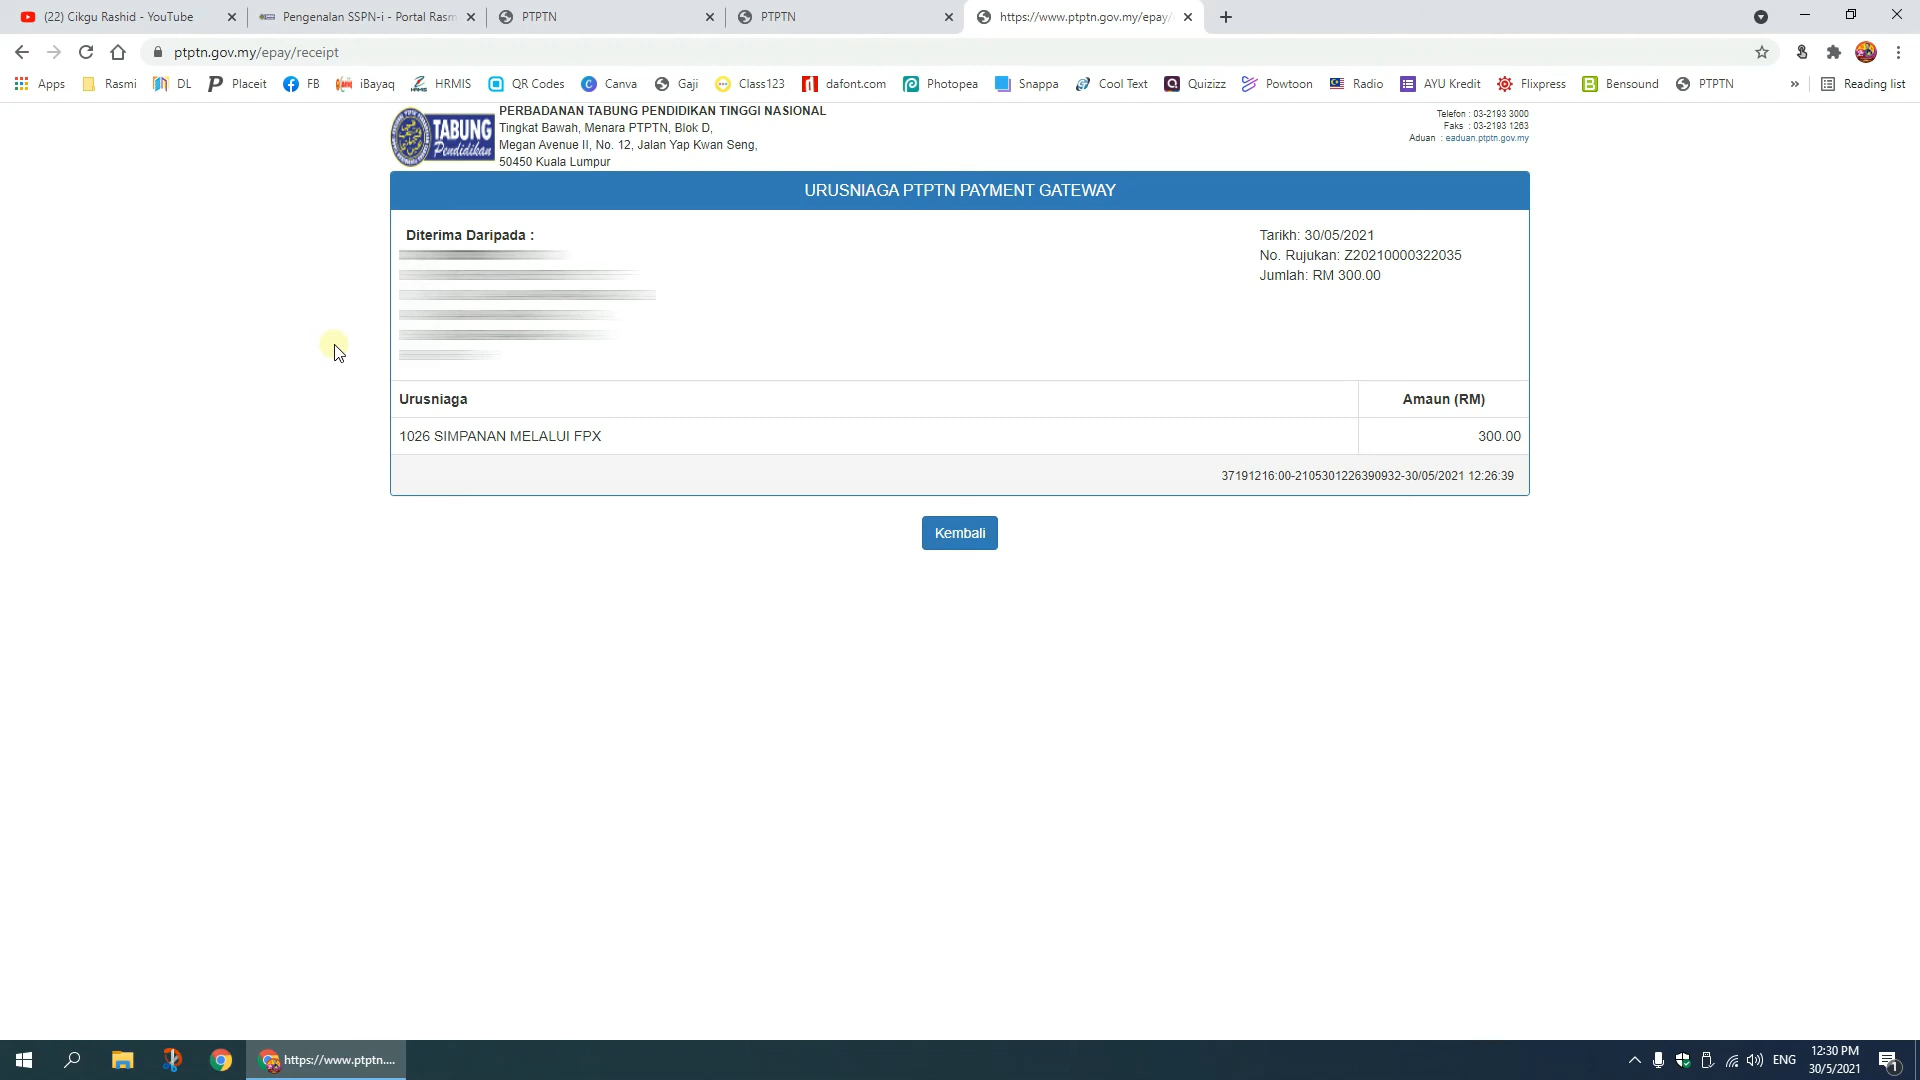 (22) Cikgu Rashid - YouTube
Pengenalan SSPN-i - Portal Rasm
PTPTN
PTPTN
https://www.ptptn.gov.my/epay/
ptptn.gov.my/epay/receipt
Apps
Rasmi
DL
Placeit
FB
iBayaq
HRMIS
QR Codes
Canva
Gaji
Class123
dafont.com
Photopea
Snappa
Cool Text
Quizizz
Powtoon
Radio
AYU Kredit
Flixpress
Bensound
PTPTN
»
Reading list
TABUNG
Pendidikan
PERBADANAN TABUNG PENDIDIKAN TINGGI NASIONAL
Tingkat Bawah, Menara PTPTN, Blok D,
Megan Avenue II, No. 12, Jalan Yap Kwan Seng,
50450 Kuala Lumpur
Telefon : 03-2193 3000
Faks : 03-2193 1263
Aduan : eaduan.ptptn.gov.my
URUSNIAGA PTPTN PAYMENT GATEWAY
Diterima Daripada :
Tarikh: 30/05/2021
No. Rujukan: Z20210000322035
Jumlah: RM 300.00
Urusniaga
Amaun (RM)
1026 SIMPANAN MELALUI FPX
300.00
37191216:00-2105301226390932-30/05/2021 12:26:39
Kembali
https://www.ptptn....
ENG
12:30 PM
30/5/2021
1